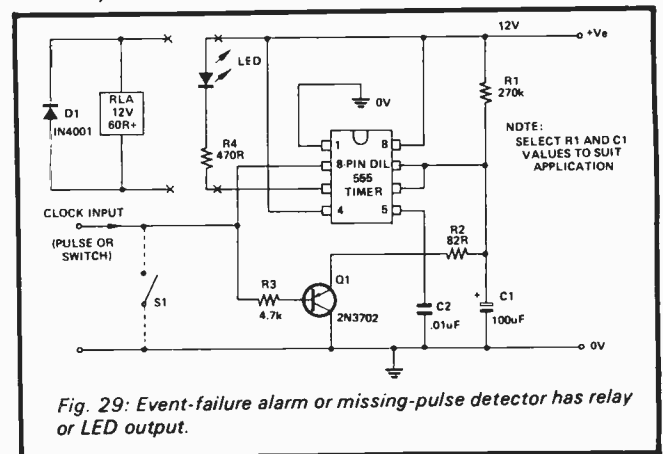 12V
+Ve
LED
R1
270k
0V
D1
IN4001
RLA
12V
60R+
R4
470R
1
8
8-PIN DIL
555
TIMER
4
5
NOTE:
SELECT R1 AND C1
VALUES TO SUIT
APPLICATION
CLOCK INPUT
(PULSE OR
SWITCH)
S1
R3
4.7k
Q1
2N3702
R2
82R
C2
.01uF
+
C1
100uF
0V
Fig. 29: Event-failure alarm or missing-pulse detector has relay
or LED output.